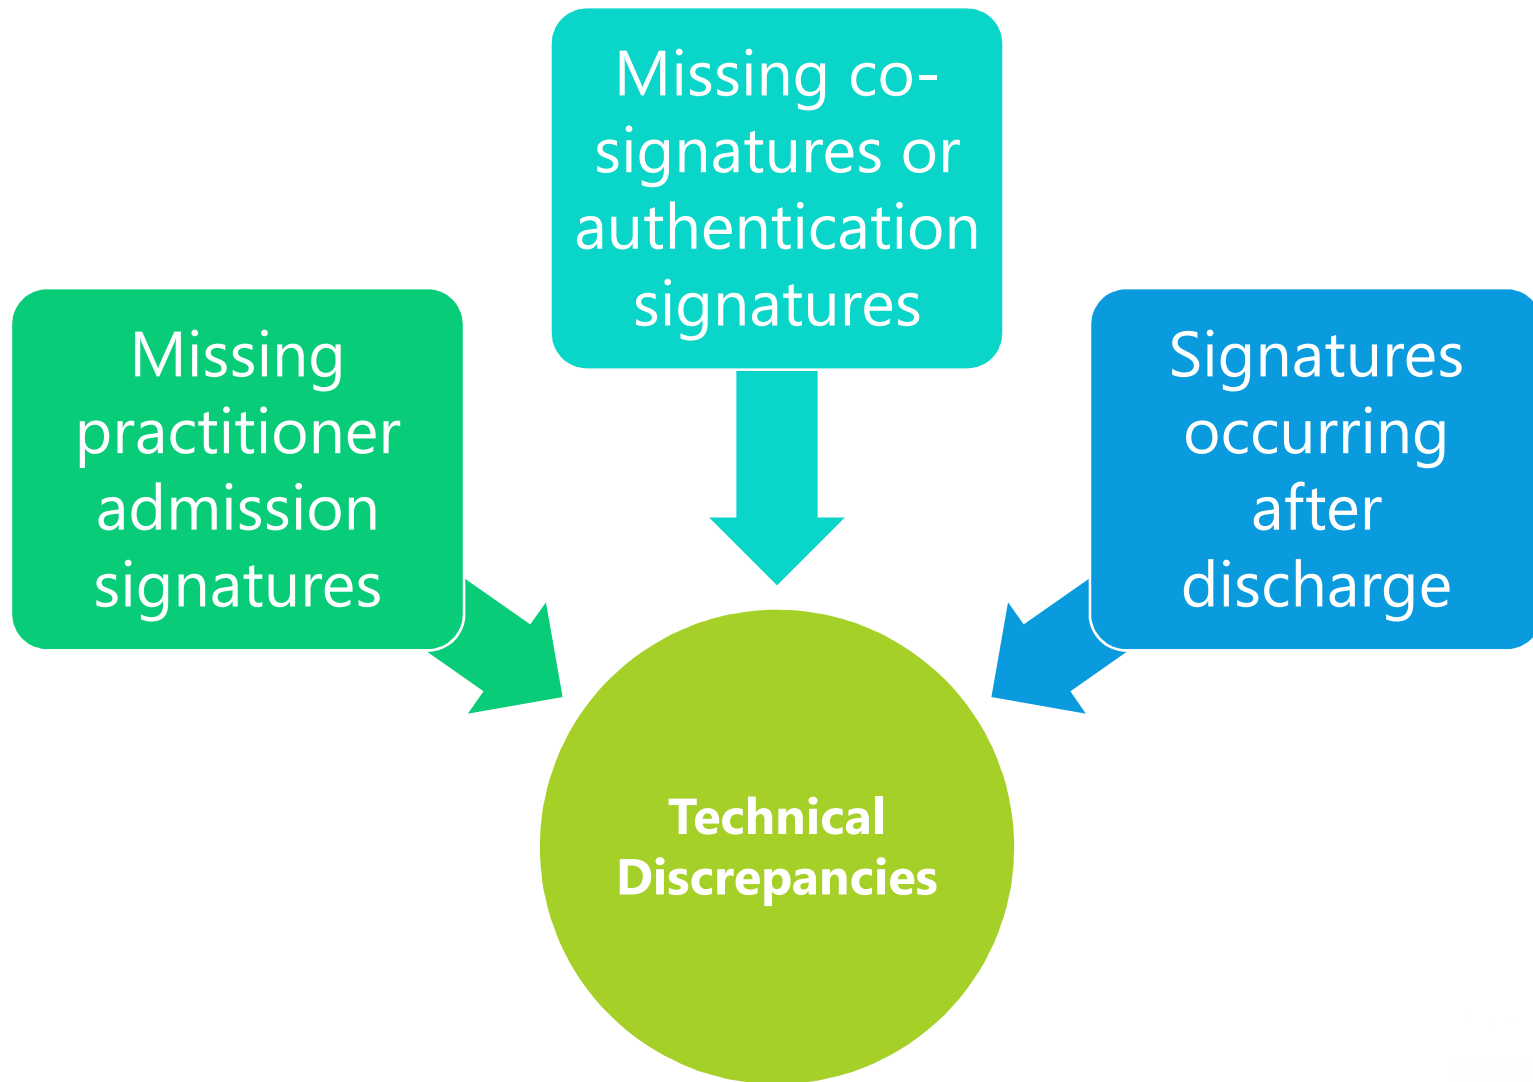 Missing co-
signatures or
authentication
signatures
Missing
practitioner
admission
signatures
Signatures
occurring
after
discharge
Technical
Discrepancies